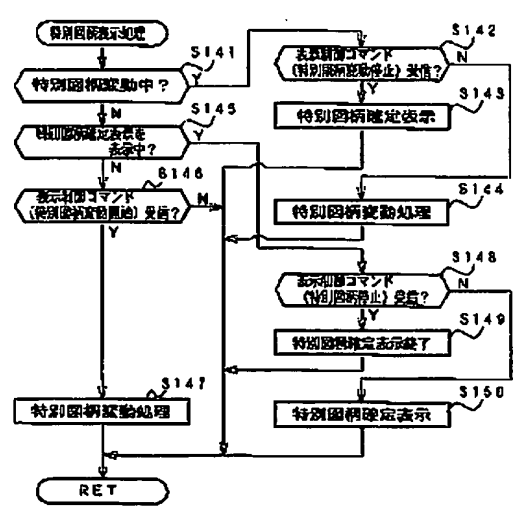 特別図柄表示処理
S141
特別図柄変動中？
Y
N
S145
特別図柄確定表示を
表示中？
Y
N
S146
表示制御コマンド
（特別図柄変動開始）受信？
N
Y
S147
特別図柄変動処理
RET
S142
表示制御コマンド
（特別図柄変動停止）受信？
N
Y
S143
特別図柄確定表示
S144
特別図柄変動処理
S148
表示制御コマンド
（特別図柄停止）受信？
N
Y
S149
特別図柄確定表示終了
S150
特別図柄確定表示